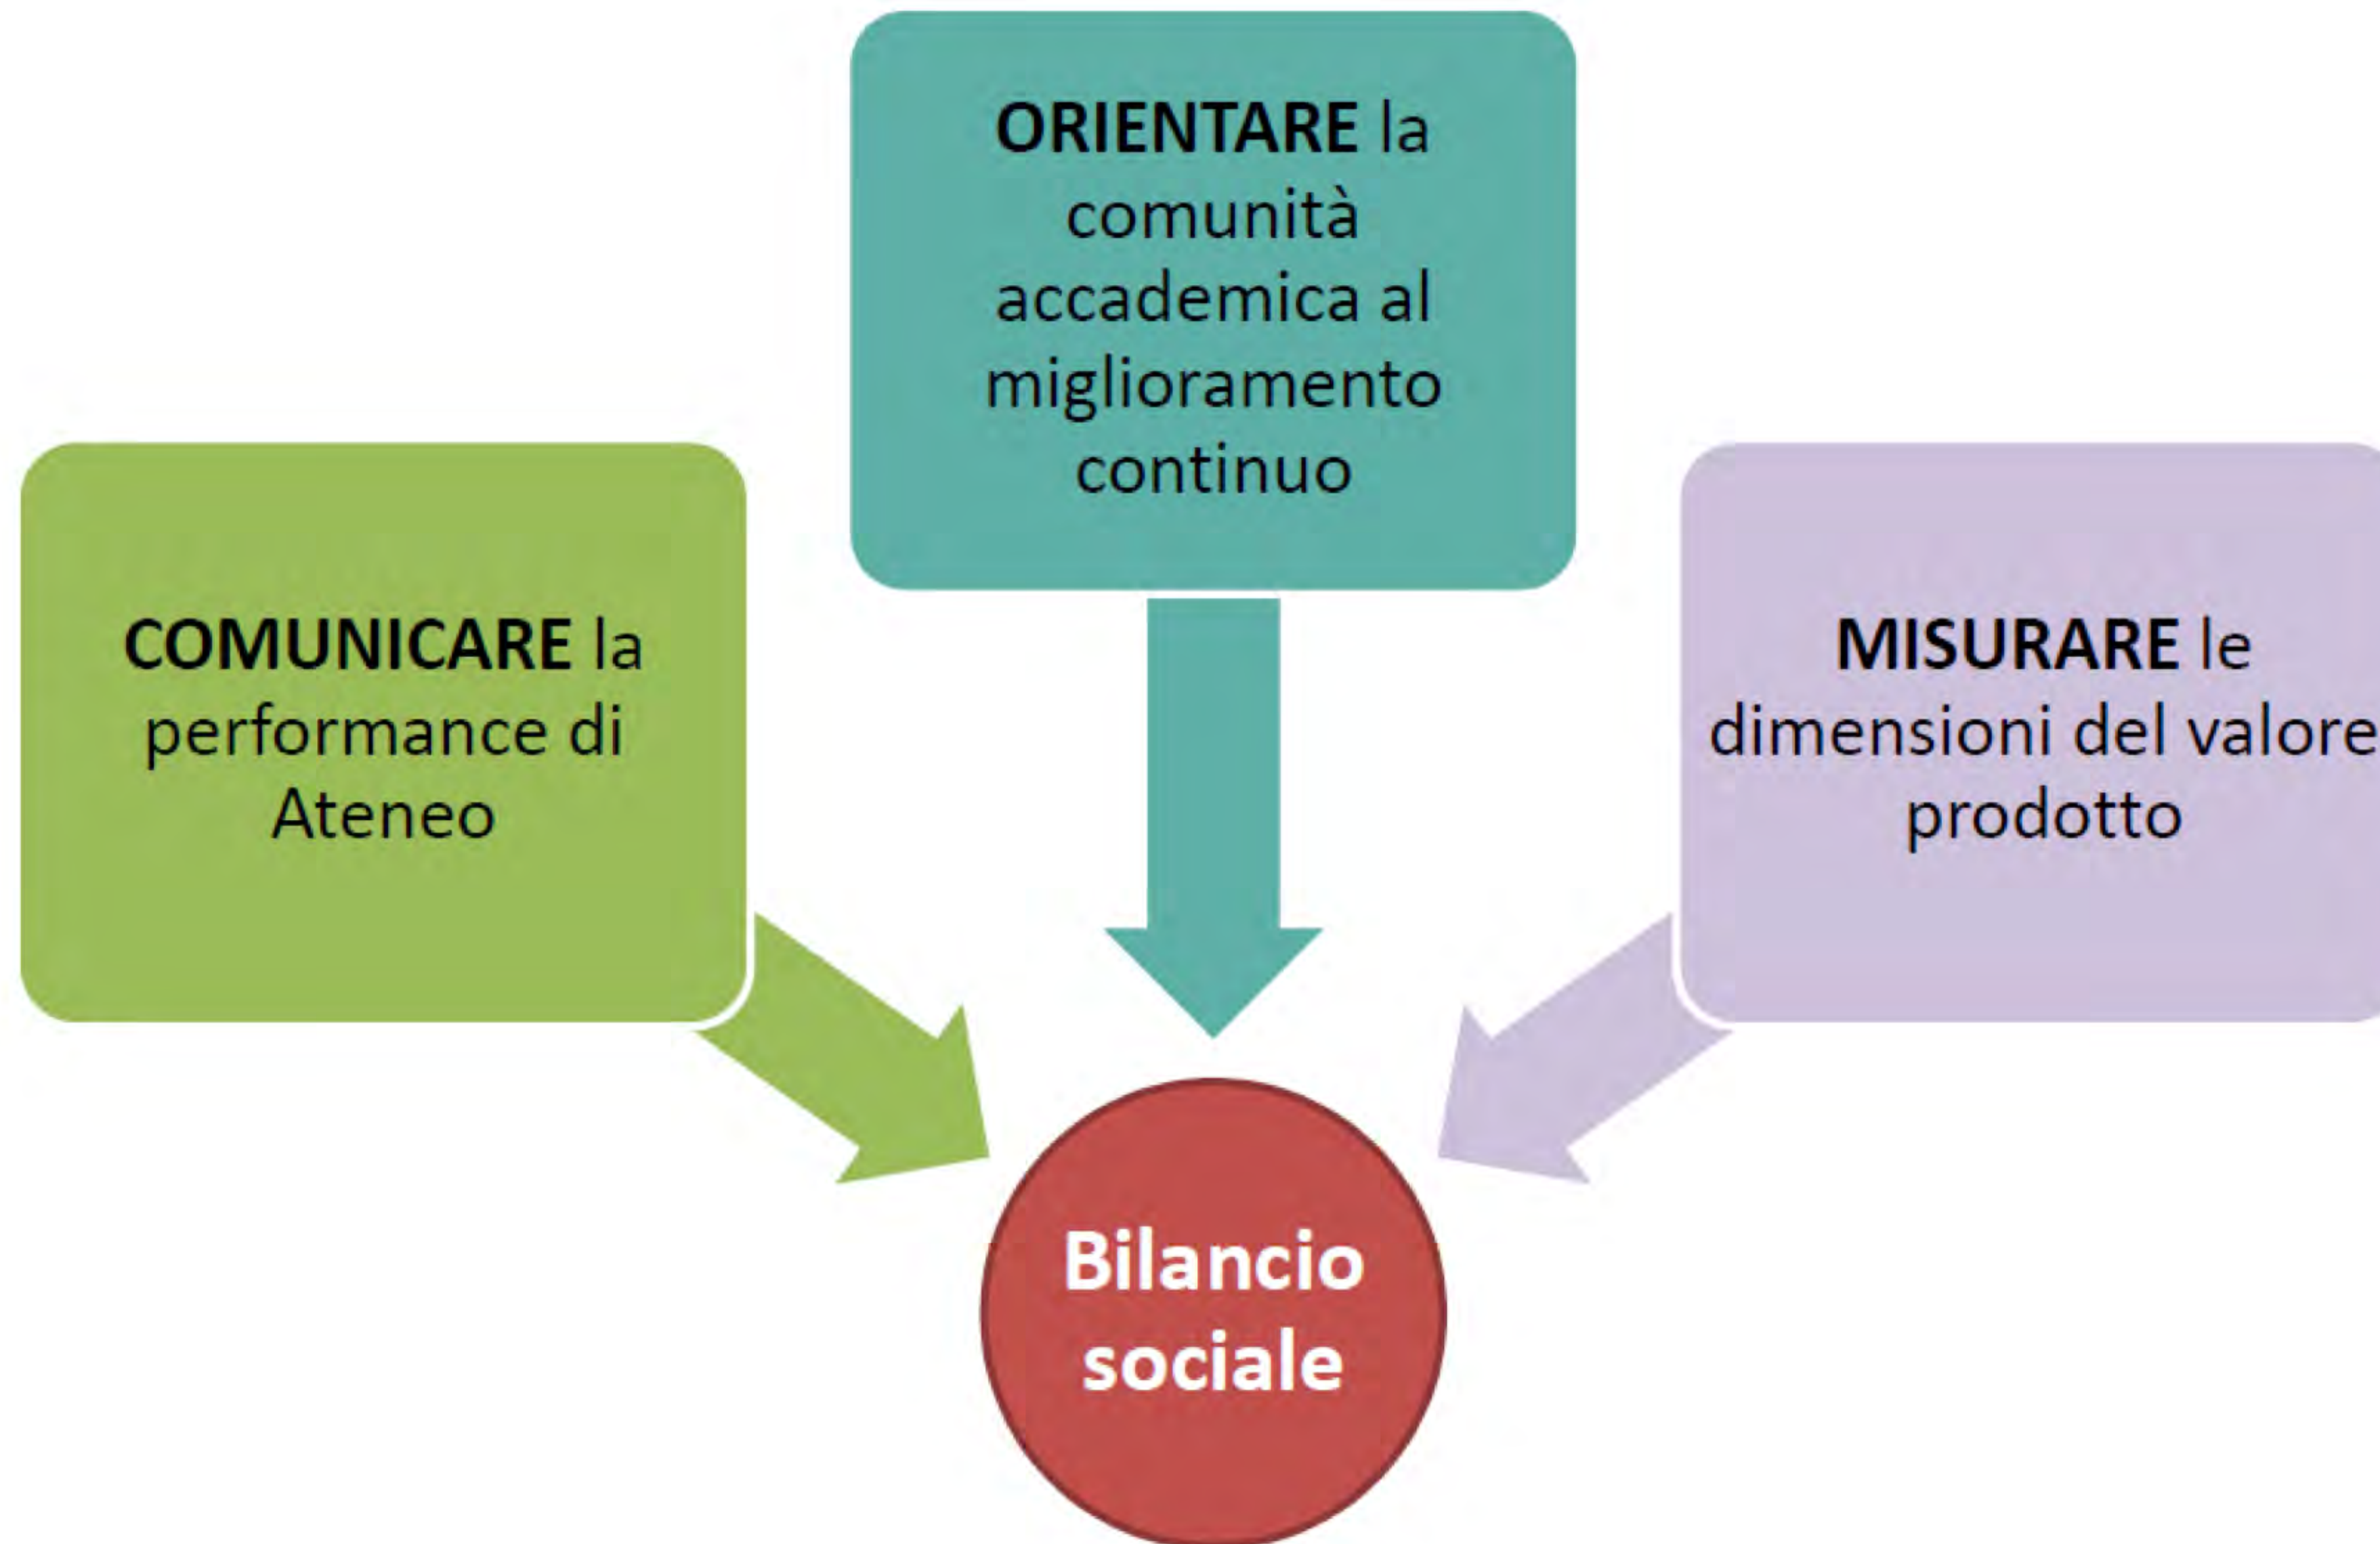 ORIENTARE la
comunità
accademica al
miglioramento
continuo
COMUNICARE la
performance di
Ateneo
MISURARE le
dimensioni del valore
prodotto
Bilancio
sociale